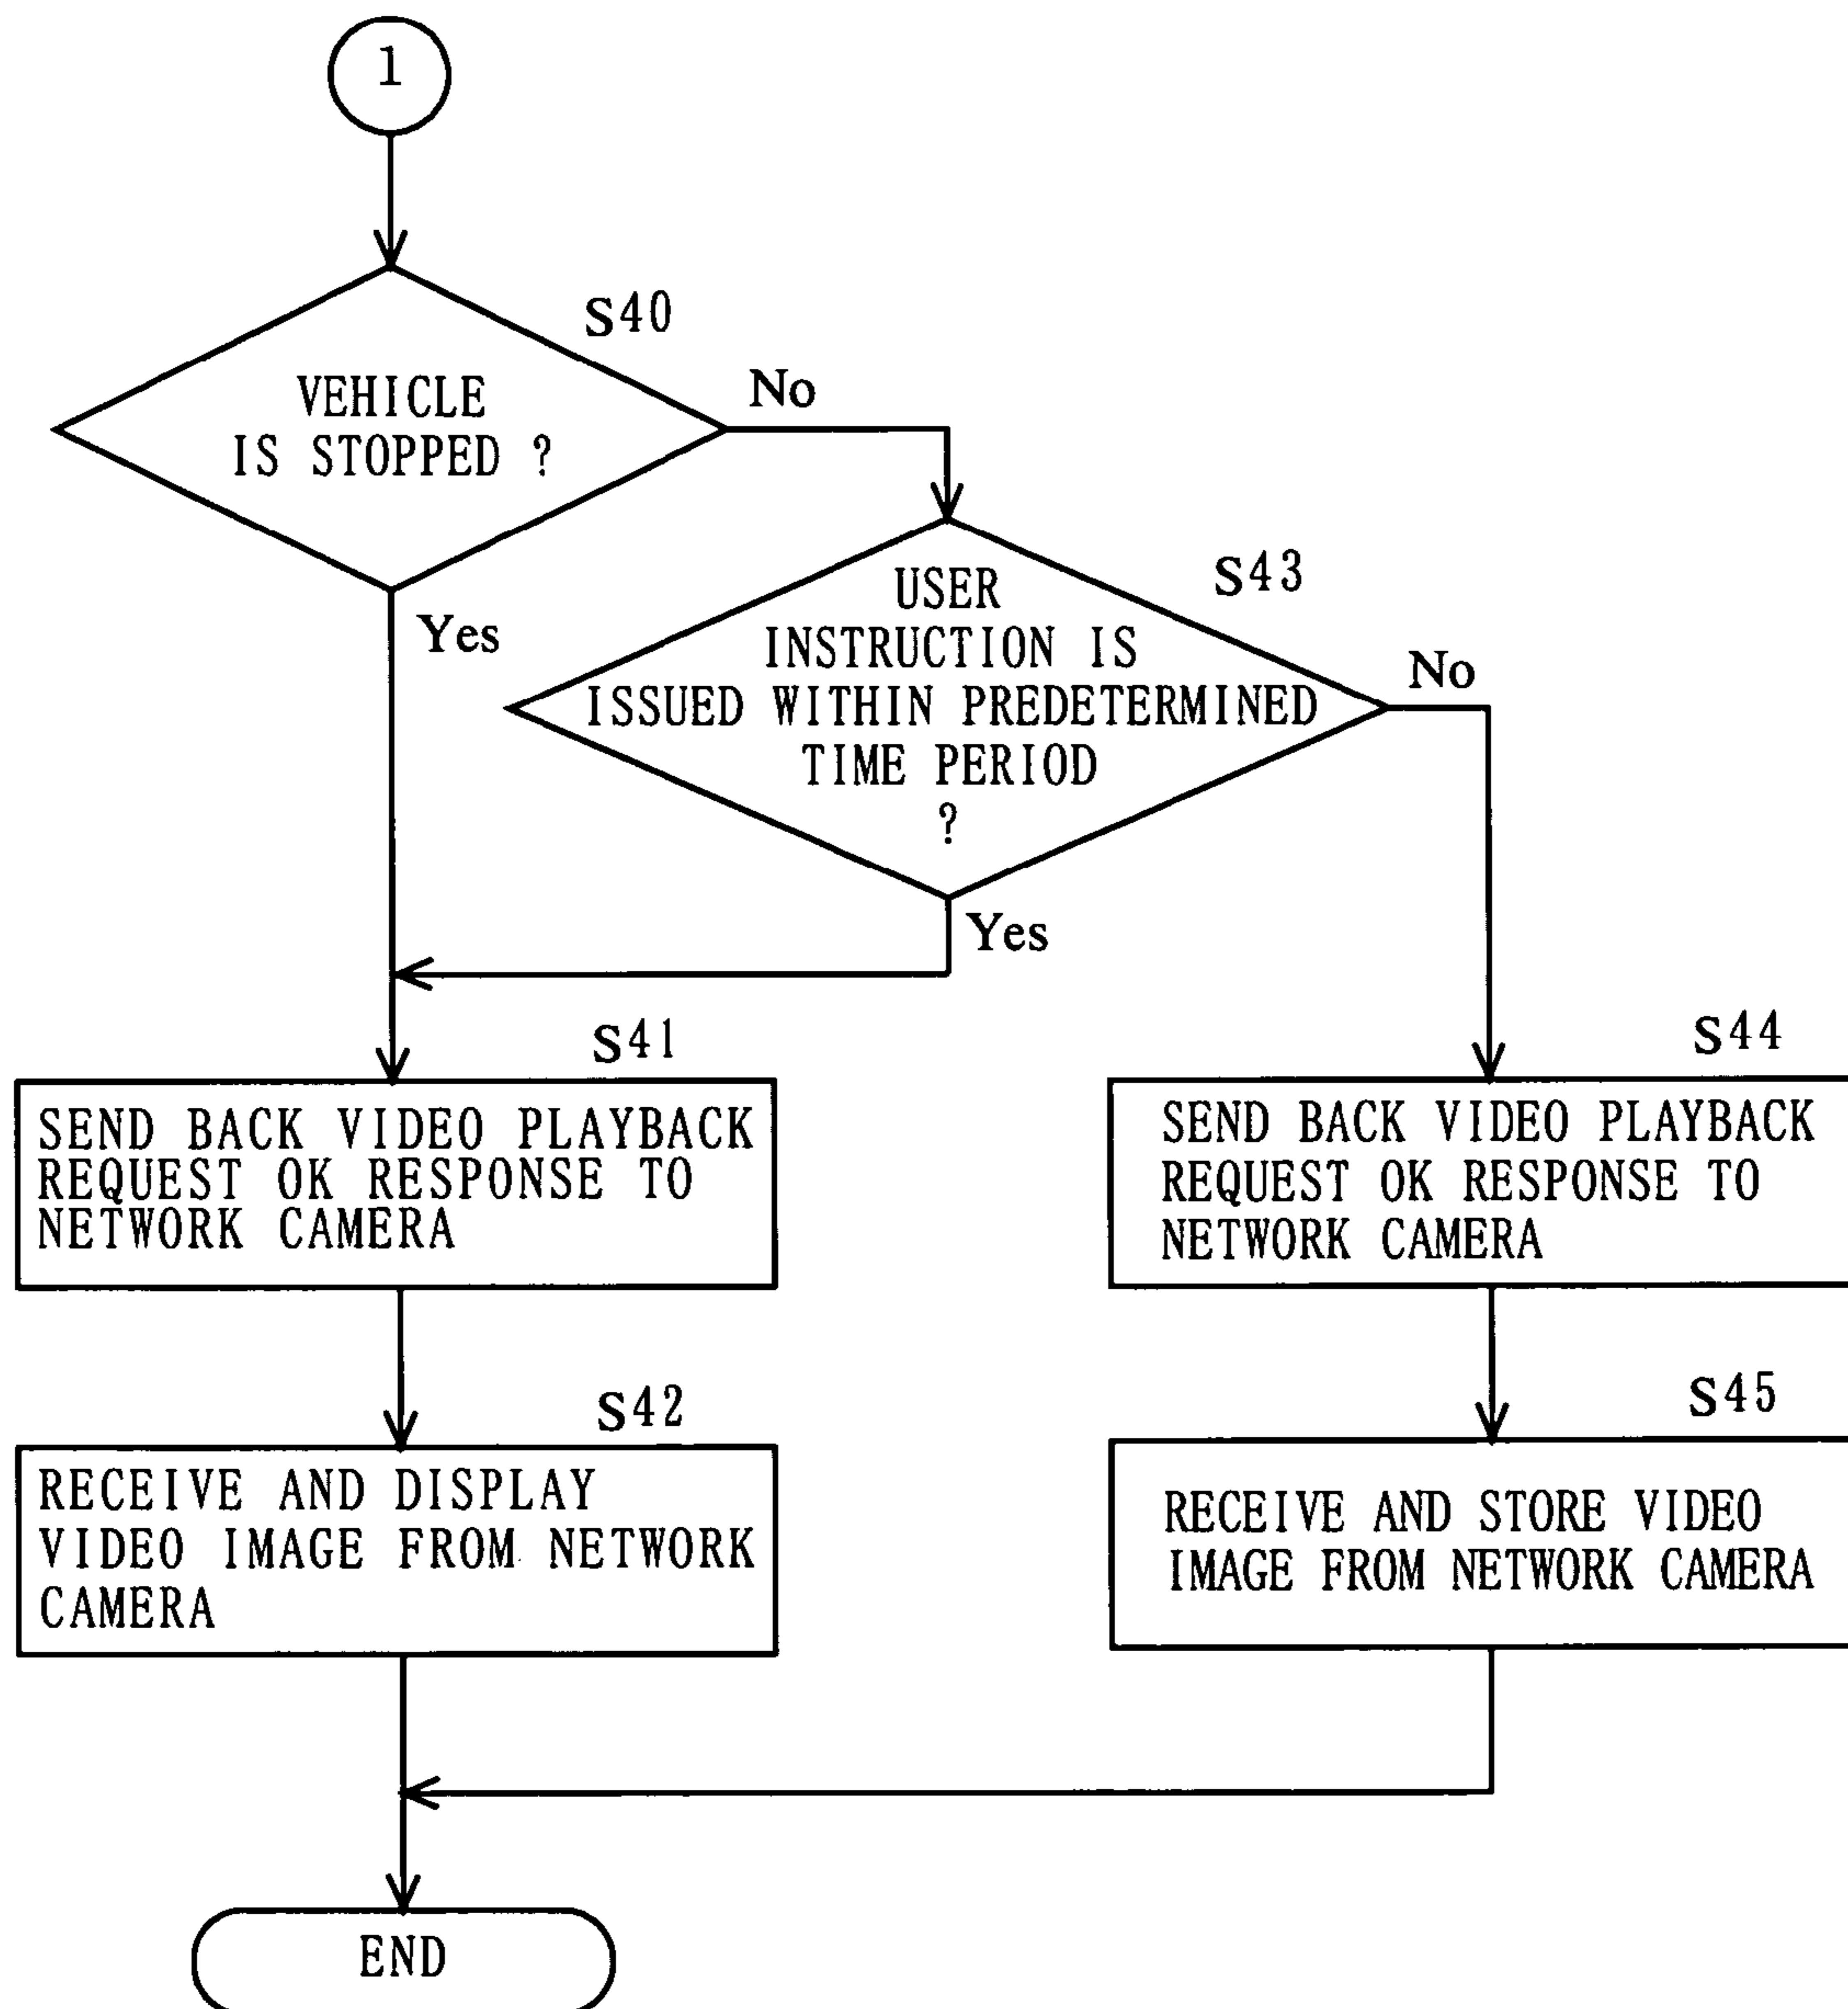 1
S40
VEHICLE
IS STOPPED ?
No
Yes
S43
USER
INSTRUCTION IS
ISSUED WITHIN PREDETERMINED
TIME PERIOD
?
No
Yes
S41
SEND BACK VIDEO PLAYBACK
REQUEST OK RESPONSE TO
NETWORK CAMERA
S44
SEND BACK VIDEO PLAYBACK
REQUEST OK RESPONSE TO
NETWORK CAMERA
S42
RECEIVE AND DISPLAY
VIDEO IMAGE FROM NETWORK
CAMERA
S45
RECEIVE AND STORE VIDEO
IMAGE FROM NETWORK CAMERA
END